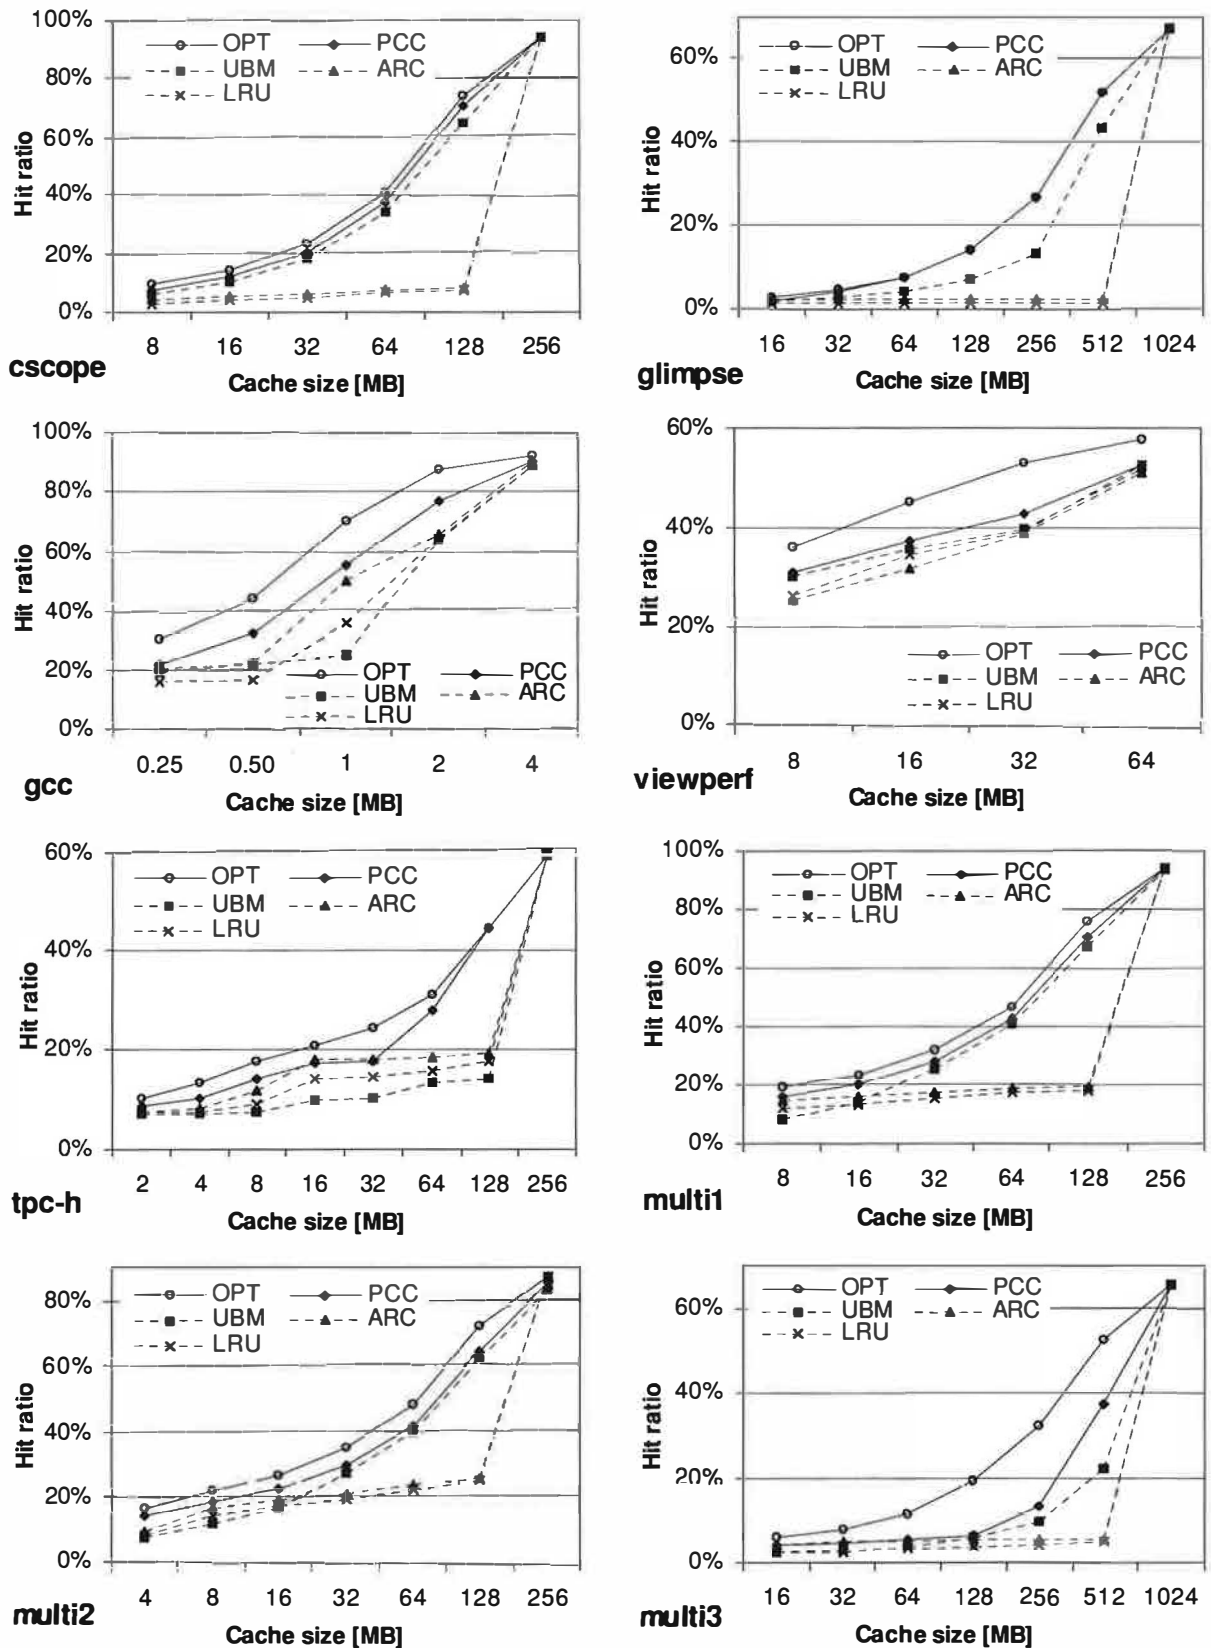 100%
80%
60%
40%
20%
0%
Hit ratio
OPT PCC
UBM ARC
LRU
8 16 32 64 128 256
cscope
Cache size [MB]
60%
40%
20%
0%
Hit ratio
OPT PCC
UBM ARC
LRU
16 32 64 128 256 512 1024
glimpse
Cache size [MB]
100%
80%
60%
40%
20%
0%
Hit ratio
OPT PCC
UBM ARC
LRU
0.25 0.50 1 2 4
gcc
Cache size [MB]
60%
40%
20%
0%
Hit ratio
OPT PCC
UBM ARC
LRU
8 16 32 64
viewperf
Cache size [MB]
60%
40%
20%
0%
Hit ratio
OPT PCC
UBM ARC
LRU
2 4 8 16 32 64 128 256
tpc-h
Cache size [MB]
100%
80%
60%
40%
20%
0%
Hit ratio
OPT PCC
UBM ARC
LRU
8 16 32 64 128 256
multi1
Cache size [MB]
80%
60%
40%
20%
0%
Hit ratio
OPT PCC
UBM ARC
LRU
4 8 16 32 64 128 256
multi2
Cache size [MB]
60%
40%
20%
0%
Hit ratio
OPT PCC
UBM ARC
LRU
16 32 64 128 256 512 1024
multi3
Cache size [MB]